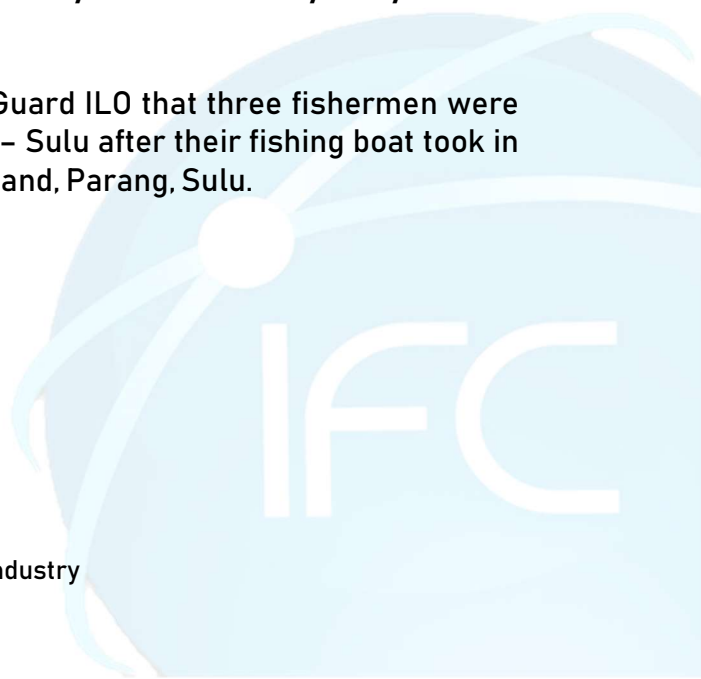 Guard ILO that three fishermen were
– Sulu after their fishing boat took in
and, Parang, Sulu.
IFC
ndustry